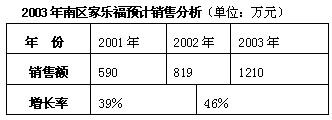 2003年南区家乐福预计销售分析（单位：万元）
年 份 2001年 2002年 2003年
销售额 590 819 1210
增长率 39% 46%